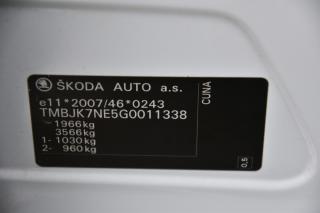 ŠKODA AUTO a.s.
e11*2007/46*0243
TMBJK7NE5G0011338
1966kg
3566kg
1- 1030kg
2- 960kg
CUNA
0,5